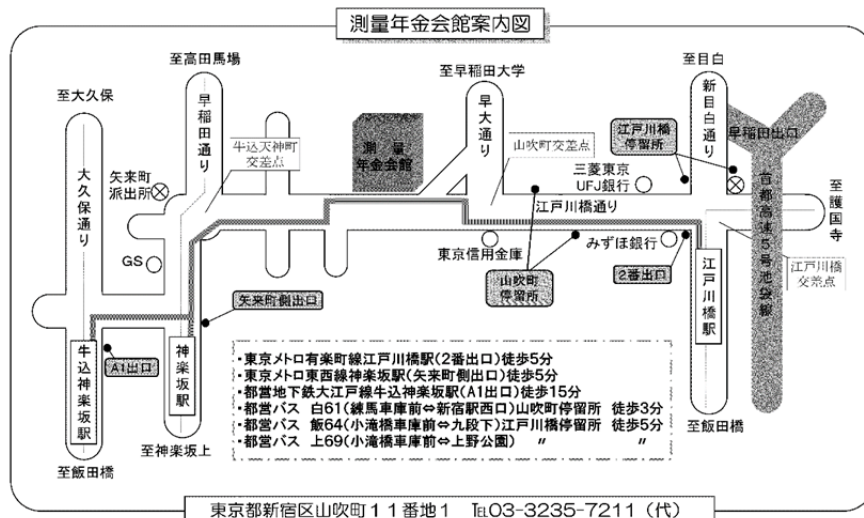 測量年金会館案内図
至高田馬場
至早稲田大学
至目白
至大久保
早稲田通り
早大通り
新目白通り
江戸川橋
停留所
早稲田出口
牛込天神町
交差点
測量
年金会館
山吹町交差点
大久保通り
矢来町
派出所
三菱東京
UFJ銀行
首都高速5号池袋線
至護国寺
江戸川橋通り
GS
東京信用金庫
みずほ銀行
山吹町
停留所
2番出口
江戸川橋駅
江戸川橋
交差点
矢来町側出口
牛込神楽坂駅
A1出口
神楽坂駅
・東京メトロ有楽町線江戸川橋駅(2番出口)徒歩5分
・東京メトロ東西線神楽坂駅(矢来町側出口)徒歩5分
・都営地下鉄大江戸線牛込神楽坂駅(A1出口)徒歩15分
・都営バス 白61(練馬車庫前⇔新宿駅西口)山吹町停留所 徒歩3分
・都営バス 飯64(小滝橋車庫前⇔九段下)江戸川橋停留所 徒歩5分
・都営バス 上69(小滝橋車庫前⇔上野公園) 〃 〃
至飯田橋
至神楽坂上
至飯田橋
東京都新宿区山吹町11番地1 ℡03-3235-7211(代)